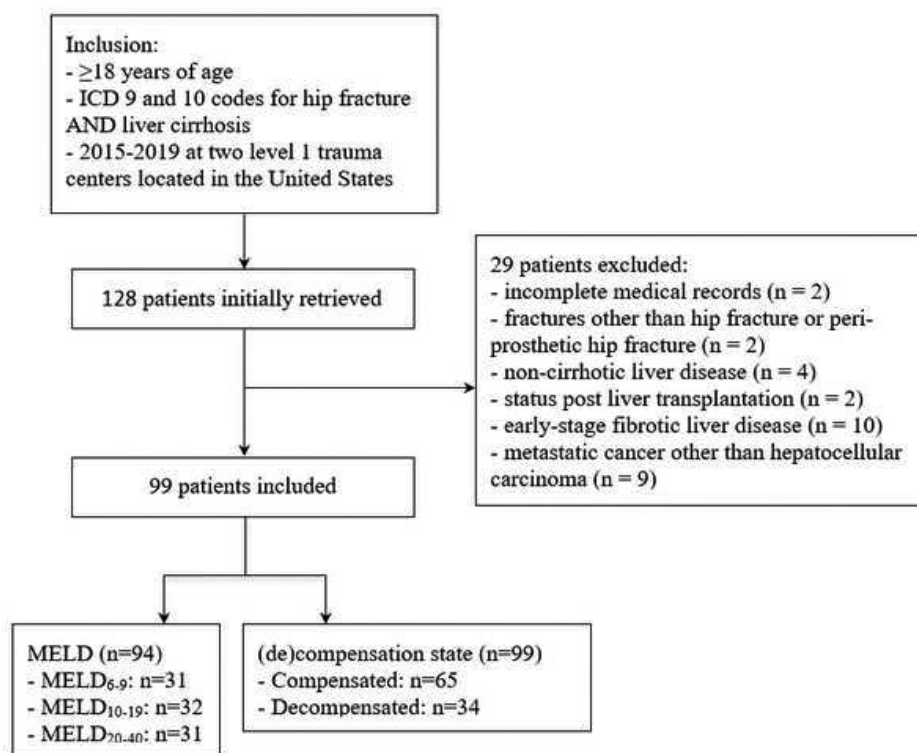 Inclusion:
- ≥18 years of age
- ICD 9 and 10 codes for hip fracture
AND liver cirrhosis
- 2015-2019 at two level 1 trauma
centers located in the United States
128 patients initially retrieved
29 patients excluded:
- incomplete medical records (n = 2)
- fractures other than hip fracture or peri-
prosthetic hip fracture (n = 2)
- non-cirrhotic liver disease (n = 4)
- status post liver transplantation (n = 2)
- early-stage fibrotic liver disease (n = 10)
- metastatic cancer other than hepatocellular
carcinoma (n = 9)
99 patients included
MELD (n=94)
- MELD₆₋₉: n=31
- MELD₁₀₋₁₉: n=32
- MELD₂₀₋₄₀: n=31
(de)compensation state (n=99)
- Compensated: n=65
- Decompensated: n=34